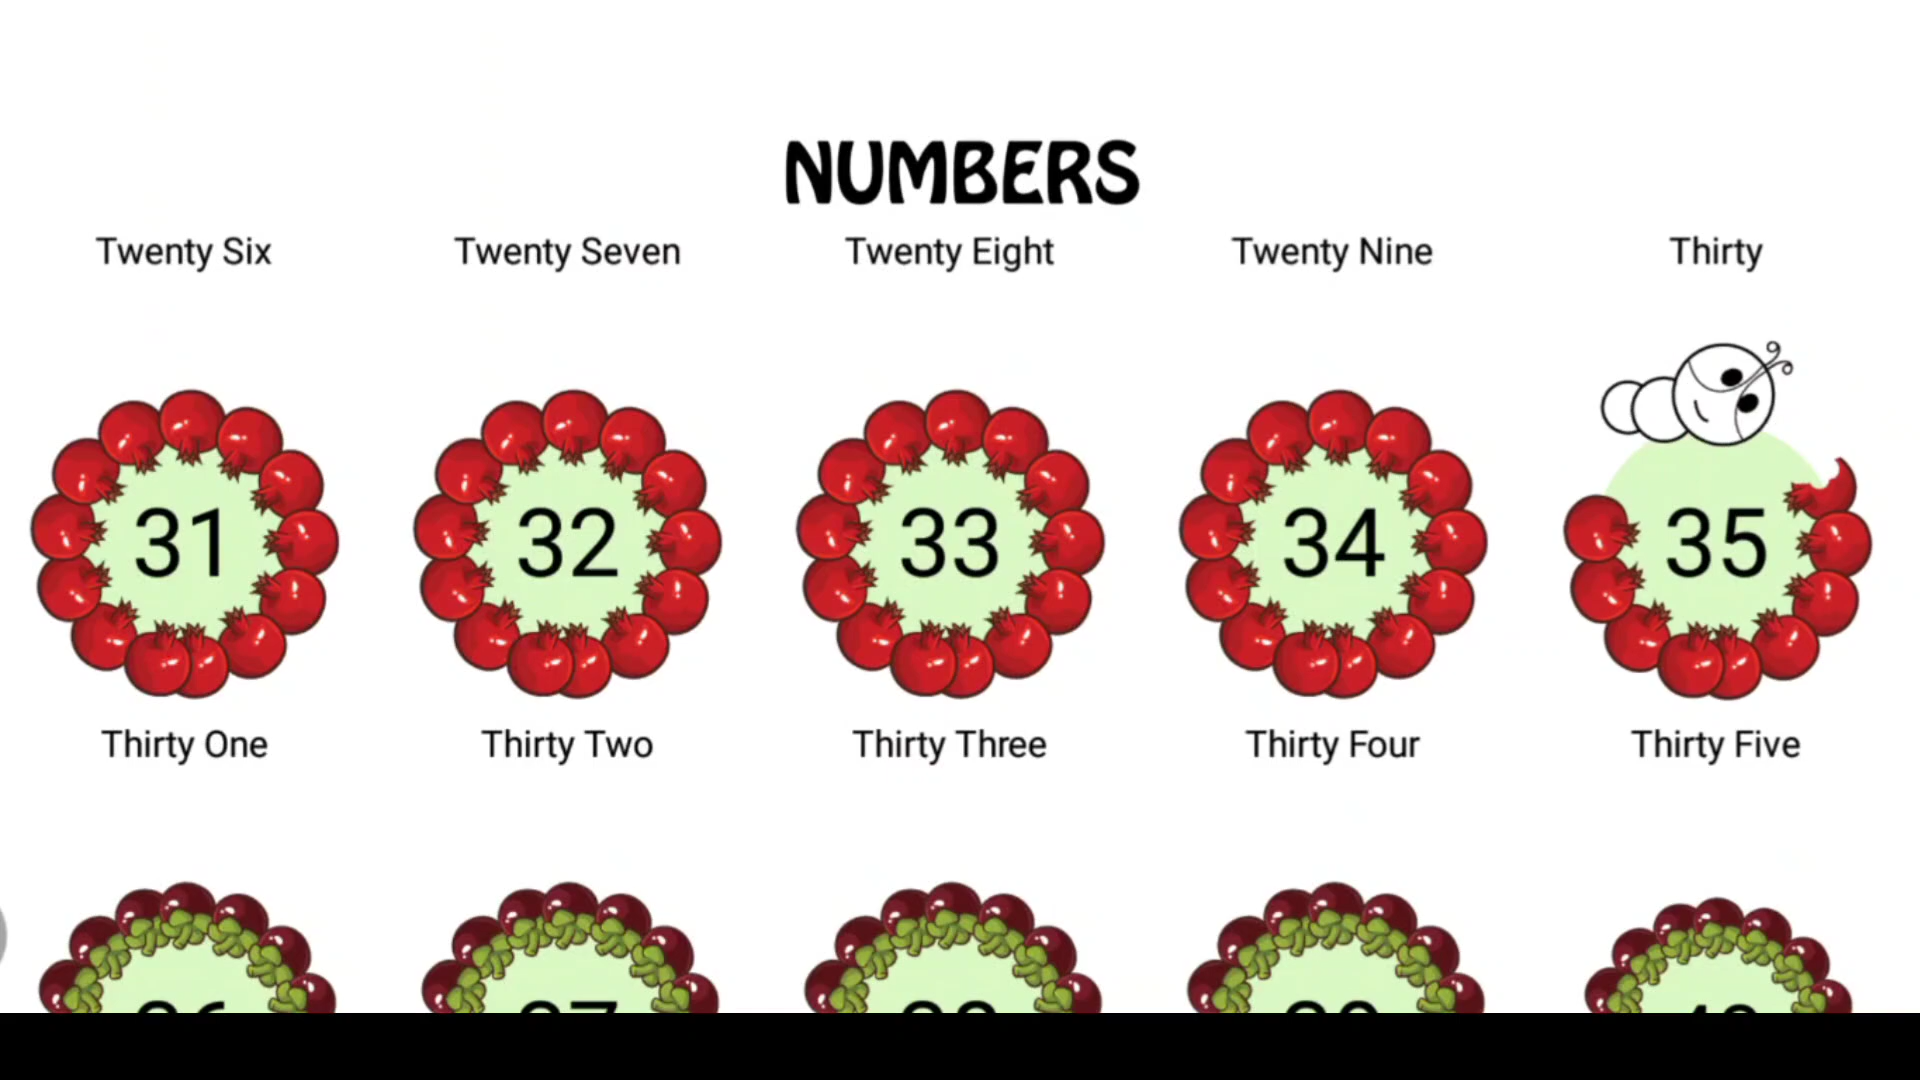 NUMBERS
Twenty Six Twenty Seven Twenty Eight Twenty Nine Thirty
31 32 33 34 35
Thirty One Thirty Two Thirty Three Thirty Four Thirty Five